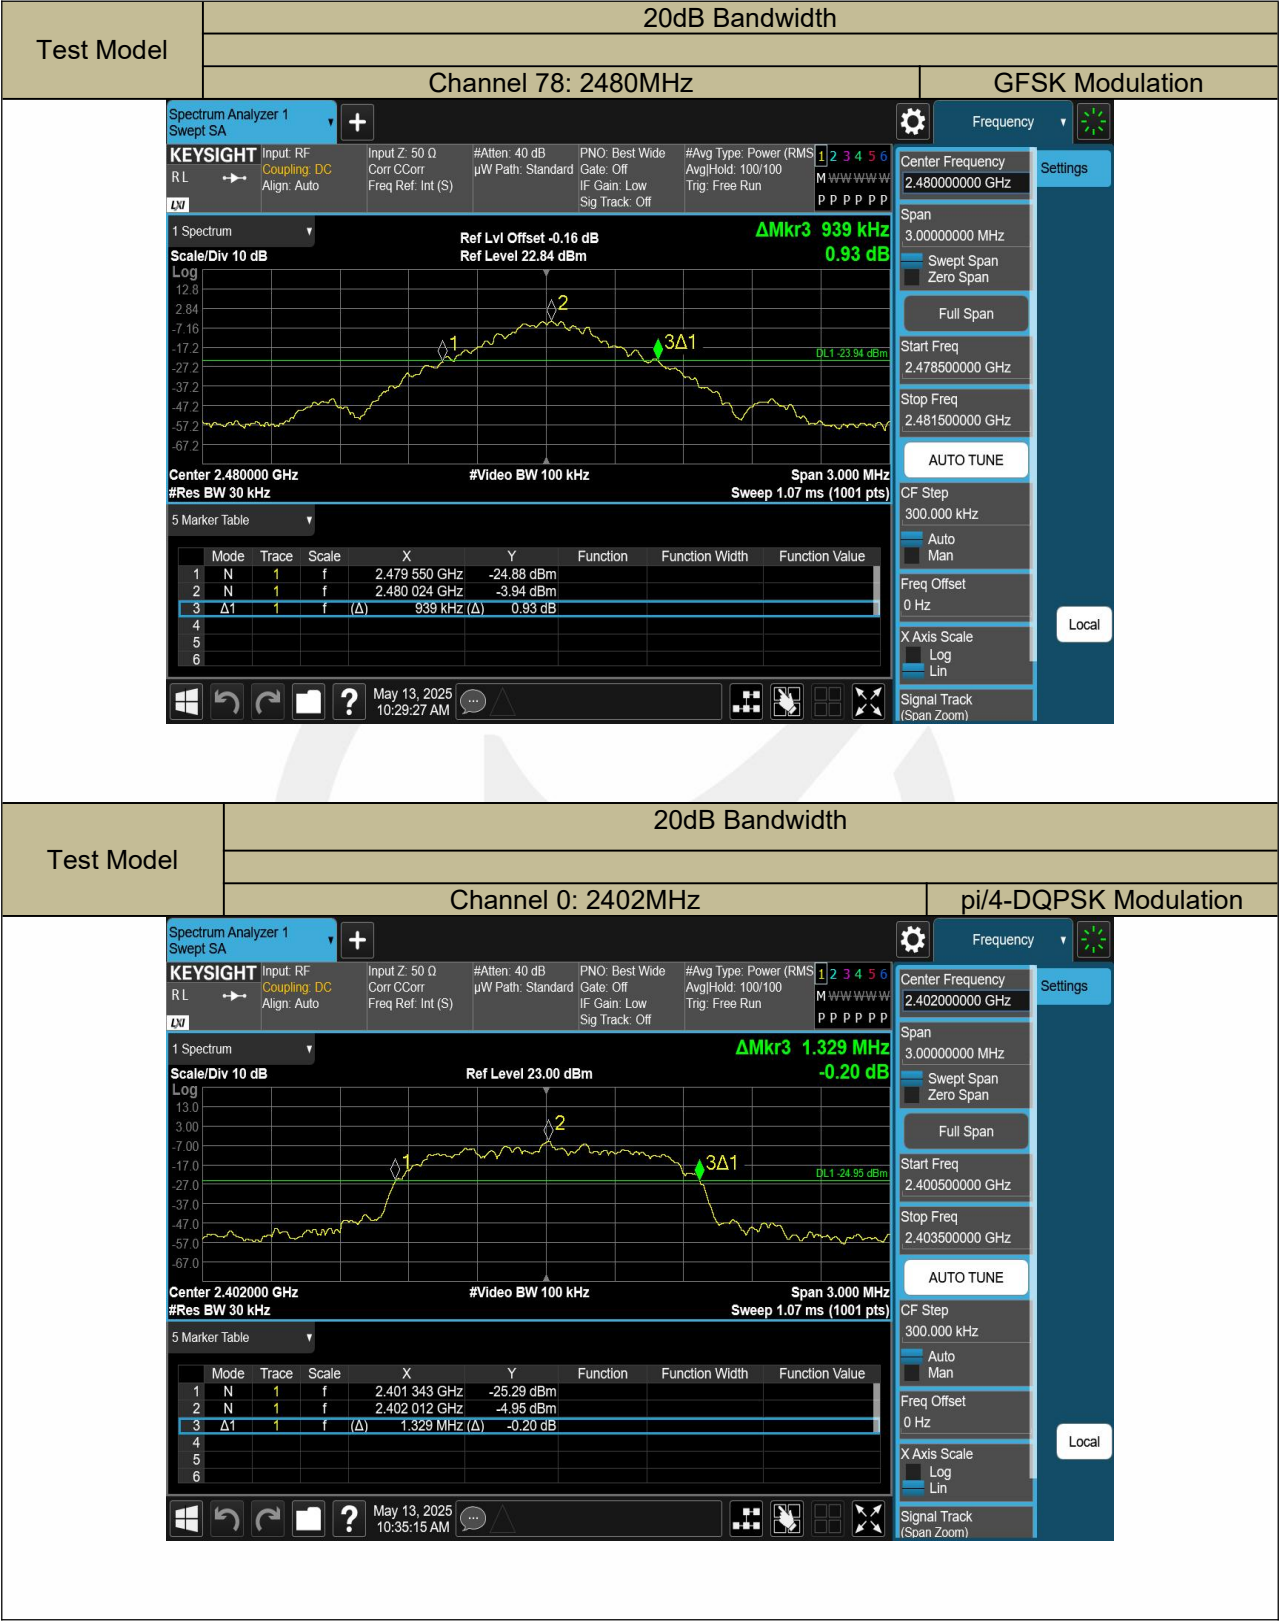 Test Model
20dB Bandwidth
Channel 78: 2480MHz
GFSK Modulation
Spectrum Analyzer 1
Swept SA
Frequency
KEYSIGHT
R L
LXI
Input: RF
Coupling: DC
Align: Auto
Input Z: 50 Ω
Corr CCorr
Freq Ref: Int (S)
#Atten: 40 dB
µW Path: Standard
PNO: Best Wide
Gate: Off
IF Gain: Low
Sig Track: Off
#Avg Type: Power (RMS
Avg|Hold: 100/100
Trig: Free Run
1 2 3 4 5 6
M W W W W W
P P P P P P
1 Spectrum
Scale/Div 10 dB
Ref Lvl Offset -0.16 dB
Ref Level 22.84 dBm
ΔMkr3 939 kHz
0.93 dB
Log
12.8
2.84
-7.16
-17.2
-27.2
-37.2
-47.2
-57.2
-67.2
1
2
3Δ1
DL1 -23.94 dBm
Center 2.480000 GHz
#Video BW 100 kHz
Span 3.000 MHz
#Res BW 30 kHz
Sweep 1.07 ms (1001 pts)
5 Marker Table
Mode Trace Scale X Y Function Function Width Function Value
1 N 1 f 2.479 550 GHz -24.88 dBm
2 N 1 f 2.480 024 GHz -3.94 dBm
3 Δ1 1 f (Δ) 939 kHz (Δ) 0.93 dB
4
5
6
?
May 13, 2025
10:29:27 AM
Center Frequency
2.480000000 GHz
Settings
Span
3.00000000 MHz
Swept Span
Zero Span
Full Span
Start Freq
2.478500000 GHz
Stop Freq
2.481500000 GHz
AUTO TUNE
CF Step
300.000 kHz
Auto
Man
Freq Offset
0 Hz
X Axis Scale
Log
Lin
Local
Signal Track
(Span Zoom)
Test Model
20dB Bandwidth
Channel 0: 2402MHz
pi/4-DQPSK Modulation
Spectrum Analyzer 1
Swept SA
Frequency
KEYSIGHT
R L
LXI
Input: RF
Coupling: DC
Align: Auto
Input Z: 50 Ω
Corr CCorr
Freq Ref: Int (S)
#Atten: 40 dB
µW Path: Standard
PNO: Best Wide
Gate: Off
IF Gain: Low
Sig Track: Off
#Avg Type: Power (RMS
Avg|Hold: 100/100
Trig: Free Run
1 2 3 4 5 6
M W W W W W
P P P P P P
1 Spectrum
Scale/Div 10 dB
Ref Level 23.00 dBm
ΔMkr3 1.329 MHz
-0.20 dB
Log
13.0
3.00
-7.00
-17.0
-27.0
-37.0
-47.0
-57.0
-67.0
1
2
3Δ1
DL1 -24.95 dBm
Center 2.402000 GHz
#Video BW 100 kHz
Span 3.000 MHz
#Res BW 30 kHz
Sweep 1.07 ms (1001 pts)
5 Marker Table
Mode Trace Scale X Y Function Function Width Function Value
1 N 1 f 2.401 343 GHz -25.29 dBm
2 N 1 f 2.402 012 GHz -4.95 dBm
3 Δ1 1 f (Δ) 1.329 MHz (Δ) -0.20 dB
4
5
6
?
May 13, 2025
10:35:15 AM
Center Frequency
2.402000000 GHz
Settings
Span
3.00000000 MHz
Swept Span
Zero Span
Full Span
Start Freq
2.400500000 GHz
Stop Freq
2.403500000 GHz
AUTO TUNE
CF Step
300.000 kHz
Auto
Man
Freq Offset
0 Hz
X Axis Scale
Log
Lin
Local
Signal Track
(Span Zoom)